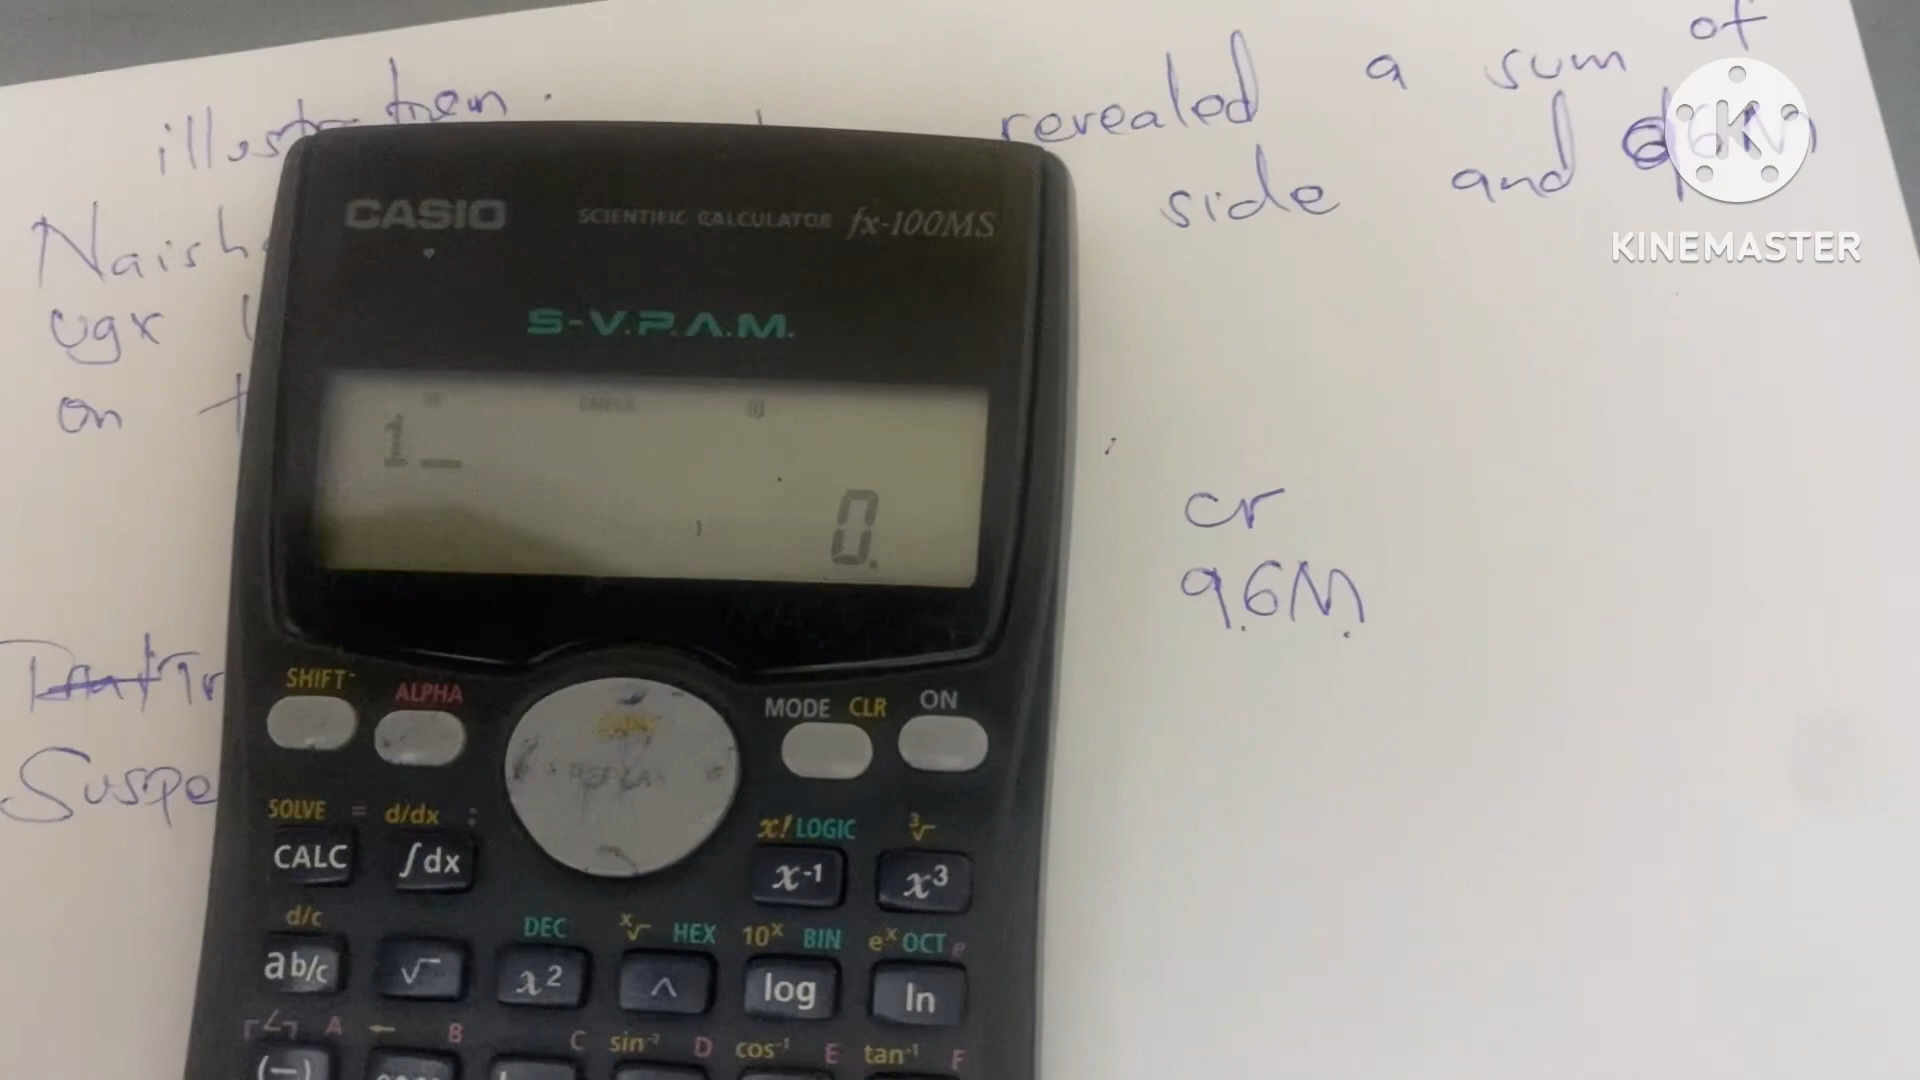 of
revealed a sum
side and
Naish
ugx
on
cr
9.6M
Suspe
KINEMASTER
CASIO SCIENTIFIC CALCULATOR fx-100MS
S-V.P.A.M.
1_
0.
SHIFT ALPHA MODE CLR ON
REPLAY
SOLVE = d/dx : x! LOGIC ³√
CALC ∫dx x⁻¹ x³
d/c DEC ˣ√ HEX 10ˣ BIN eˣ OCT e
ab/c √ x² ^ log ln
∠ A ← B C sin⁻¹ D cos⁻¹ E tan⁻¹ F
(−)